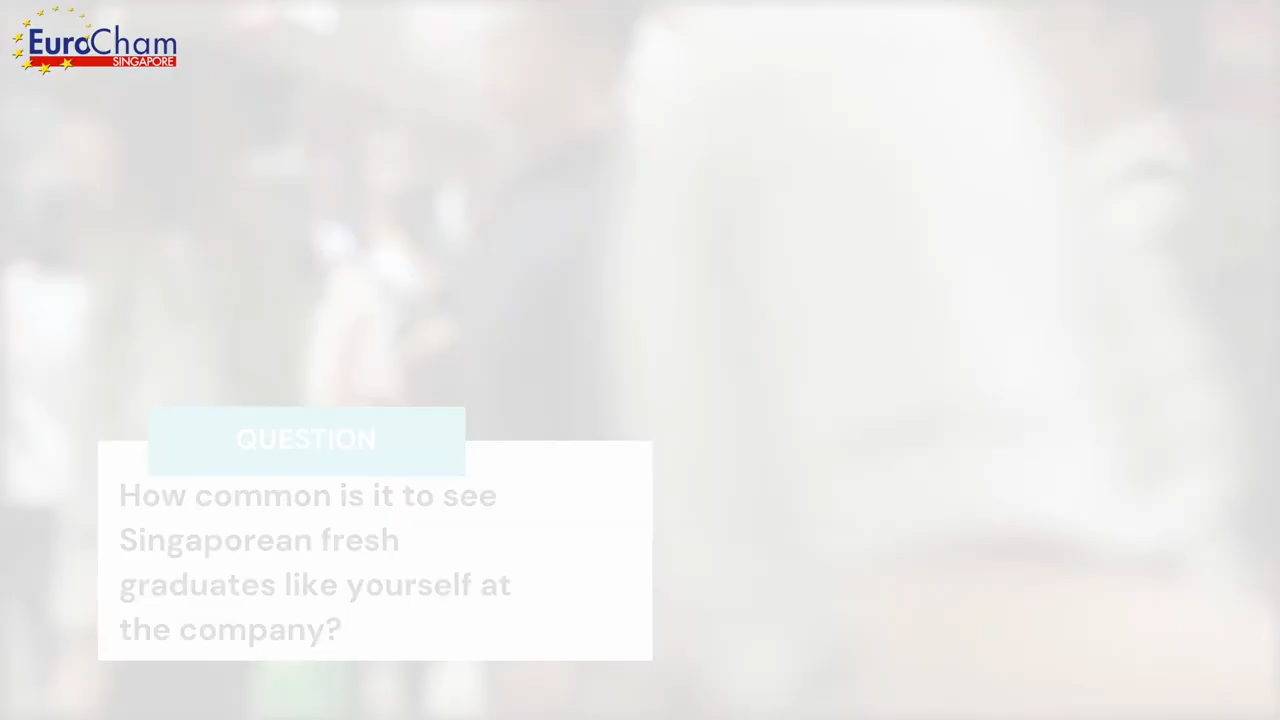 EuroCham
SINGAPORE
QUESTION
How common is it to see
Singaporean fresh
graduates like yourself at
the company?